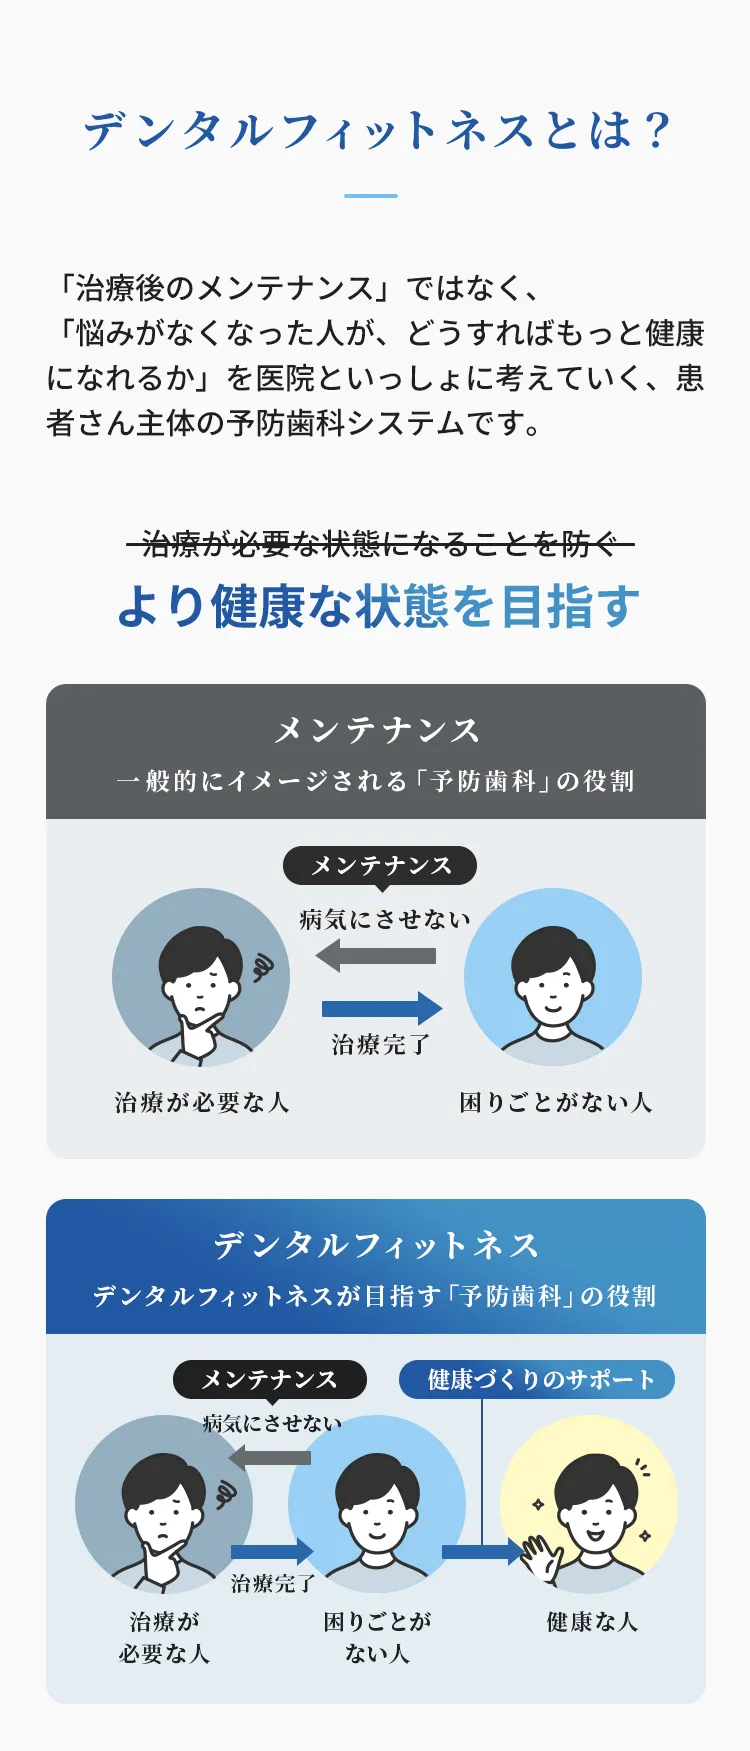 デンタルフィットネスとは？
「治療後のメンテナンス」ではなく、
「悩みがなくなった人が、どうすればもっと健康
になれるか」を医院といっしょに考えていく、患
者さん主体の予防歯科システムです。
治療が必要な状態になることを防ぐ
より健康な状態を目指す
メンテナンス
一般的にイメージされる「予防歯科」の役割
メンテナンス
病気にさせない
治療完了
治療が必要な人
困りごとがない人
デンタルフィットネス
デンタルフィットネスが目指す「予防歯科」の役割
メンテナンス
健康づくりのサポート
病気にさせない
治療完了
治療が
必要な人
困りごとが
ない人
健康な人